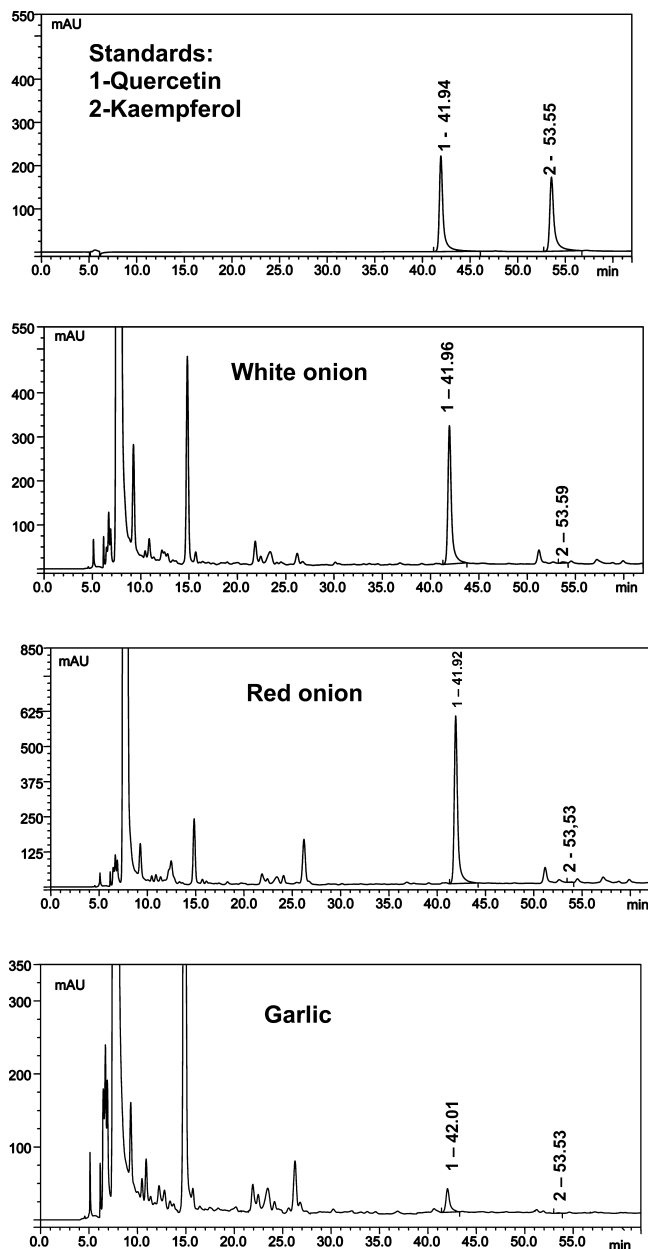 550
mAU
Standards:
1-Quercetin
2-Kaempferol
400
300
200
100
1 - 41.94
2 - 53.55
0.0 5.0 10.0 15.0 20.0 25.0 30.0 35.0 40.0 45.0 50.0 55.0 min
550
mAU
White onion
400
300
200
100
1 – 41.96
2 – 53.59
0.0 5.0 10.0 15.0 20.0 25.0 30.0 35.0 40.0 45.0 50.0 55.0 min
850
mAU
Red onion
625
500
375
250
125
1 – 41.92
2 - 53,53
0.0 5.0 10.0 15.0 20.0 25.0 30.0 35.0 40.0 45.0 55.0 min
350
mAU
Garlic
300
200
100
1 – 42.01
2 – 53.53
0.0 5.0 10.0 15.0 20.0 25.0 30.0 35.0 40.0 45.0 50.0 55.0 min